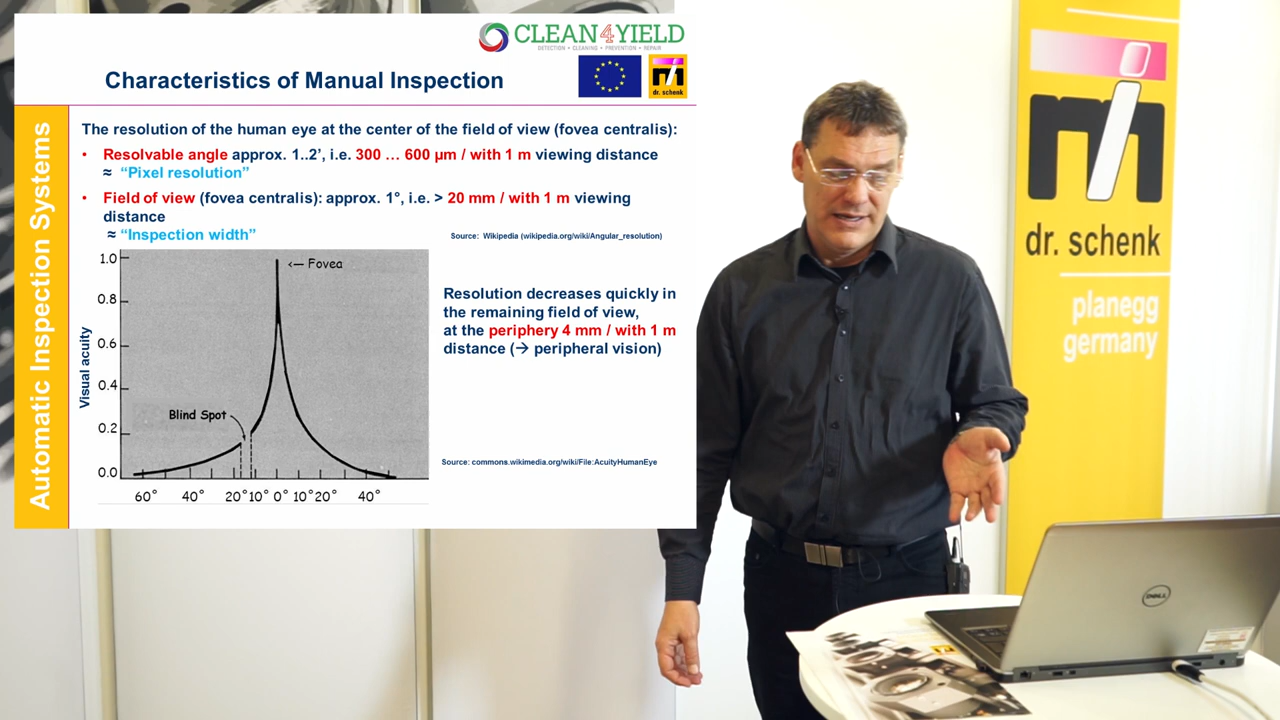 CLEAN4YIELD
DETECTION • CLEANING • PREVENTION • REPAIR
Characteristics of Manual Inspection
dr. schenk
Automatic Inspection Systems
The resolution of the human eye at the center of the field of view (fovea centralis):
• Resolvable angle approx. 1..2’, i.e. 300 … 600 µm / with 1 m viewing distance
≈ “Pixel resolution”
• Field of view (fovea centralis): approx. 1°, i.e. > 20 mm / with 1 m viewing
distance
≈ “Inspection width”
Source: Wikipedia (wikipedia.org/wiki/Angular_resolution)
1.0
0.8
0.6
0.4
0.2
0.0
Visual acuity
<— Fovea
Blind Spot
60° 40° 20° 10° 0° 10° 20° 40°
Resolution decreases quickly in
the remaining field of view,
at the periphery 4 mm / with 1 m
distance (→ peripheral vision)
Source: commons.wikimedia.org/wiki/File:AcuityHumanEye
dr. schenk
planegg
germany
DELL